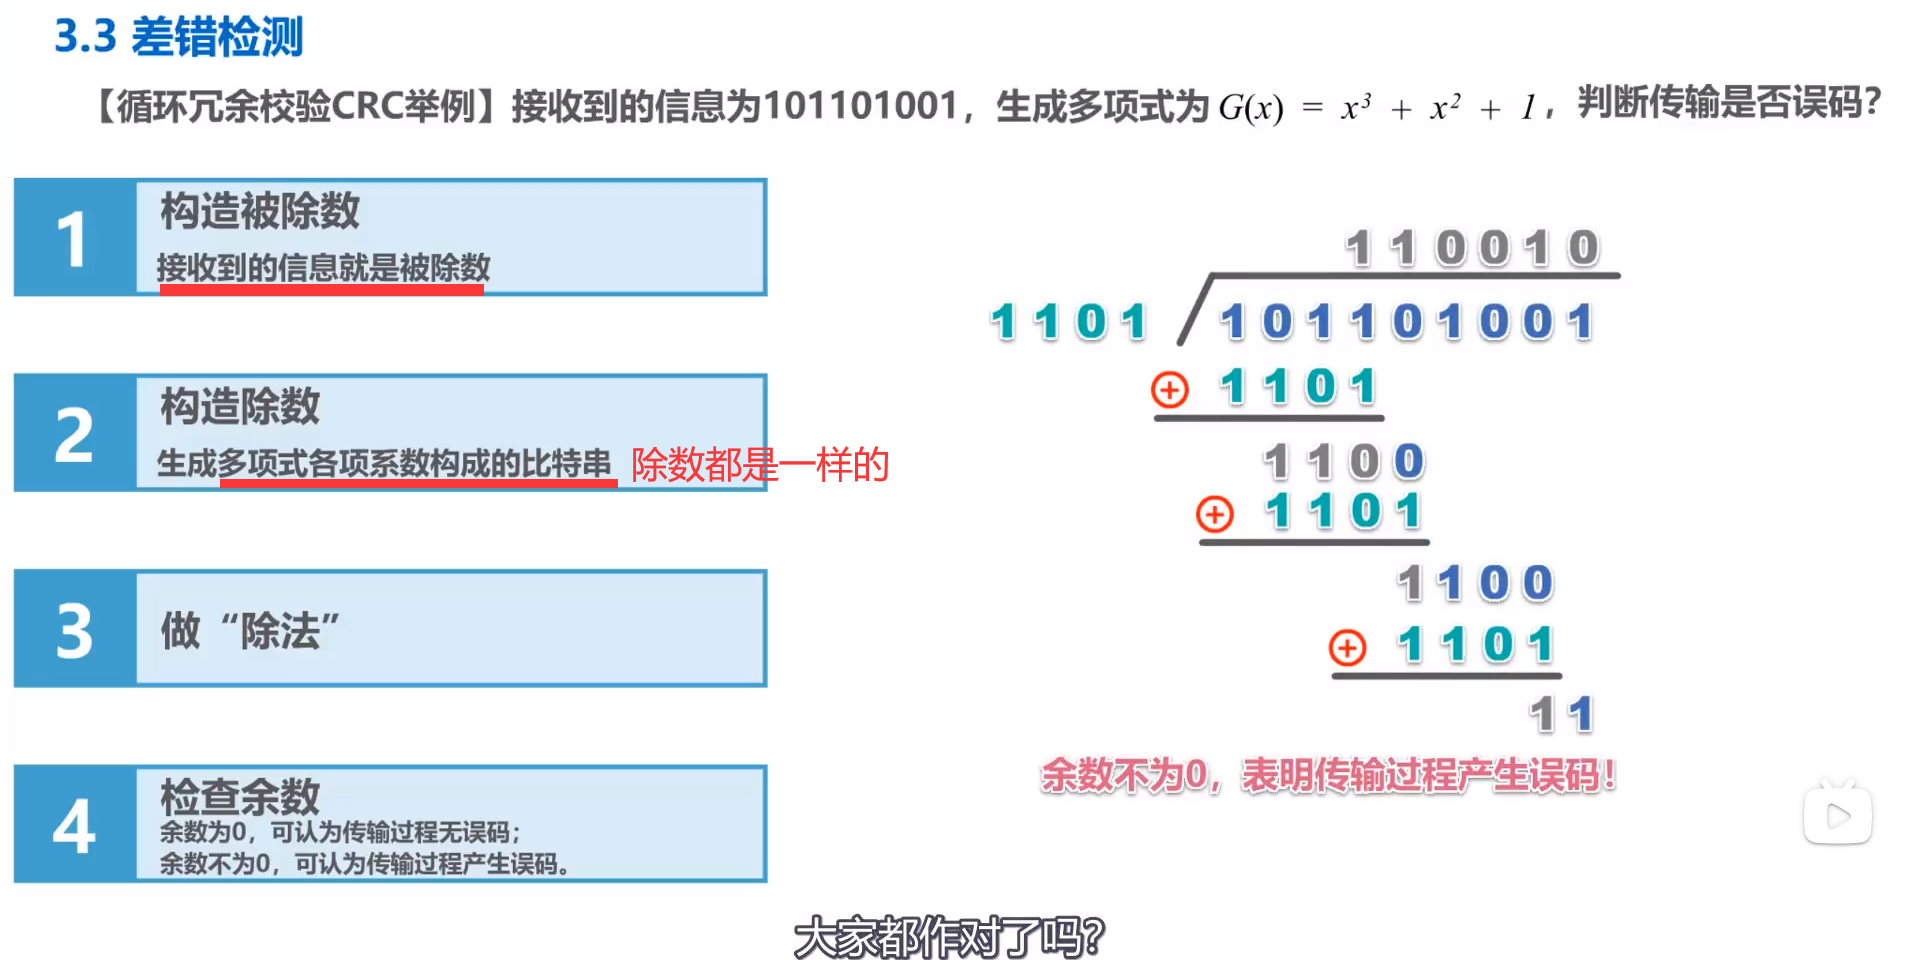 3.3 差错检测
【循环冗余校验CRC举例】接收到的信息为101101001，生成多项式为 G(x) = x³ + x² + 1，判断传输是否误码？
1
构造被除数
接收到的信息就是被除数
2
构造除数
生成多项式各项系数构成的比特串 除数都是一样的
3
做“除法”
4
检查余数
余数为0，可认为传输过程无误码；
余数不为0，可认为传输过程产生误码。
110010
1101 101101001
⊕ 1101
1100
⊕ 1101
1100
⊕ 1101
11
余数不为0，表明传输过程产生误码！
大家都作对了吗？